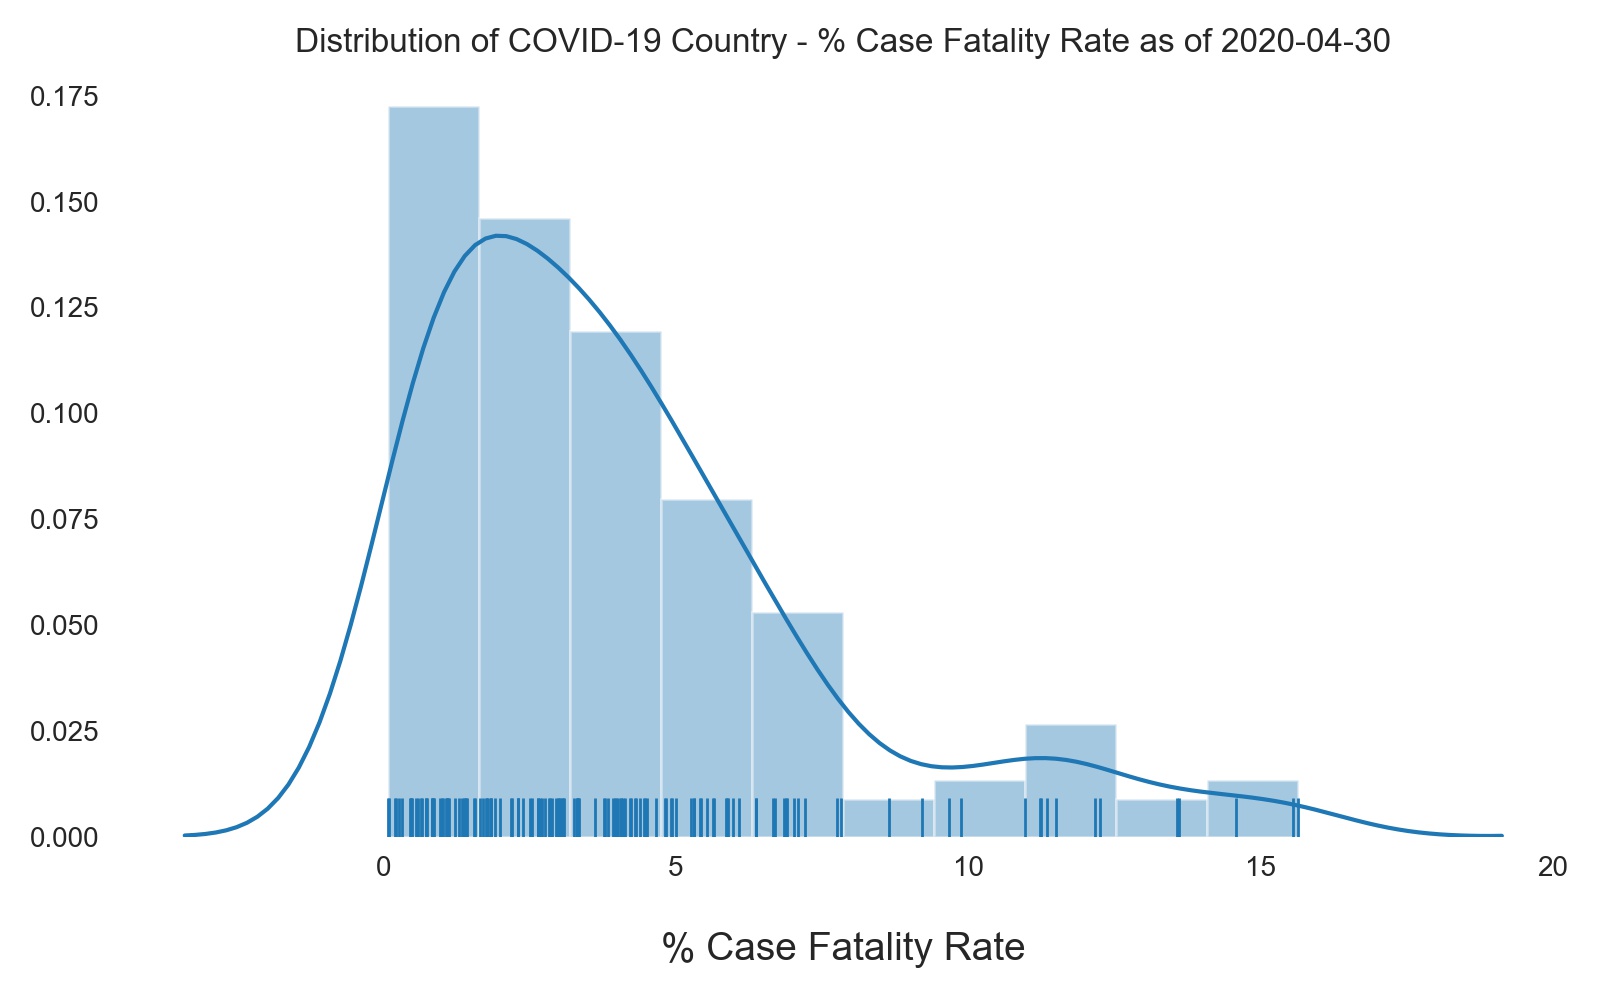 Distribution of COVID-19 Country - % Case Fatality Rate as of 2020-04-30
0.175
0.150
0.125
0.100
0.075
0.050
0.025
0.000
0 5 10 15 20
% Case Fatality Rate